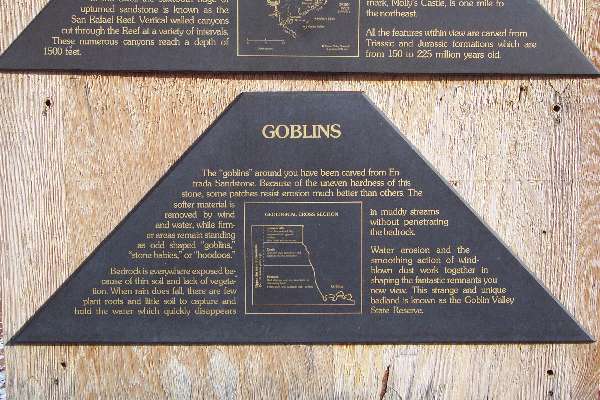 upturned sandstone is known as the
San Rafael Reef. Vertical walled canyons
cut through the Reef at a variety of intervals.
These numerous canyons reach a depth of
1500 feet.
mark, Molly's Castle, is one mile to
the northeast.
All the features within view are carved from
Triassic and Jurassic formations which are
from 150 to 225 million years old.
GOBLINS
The "goblins" around you have been carved from En-
trada Sandstone. Because of the uneven hardness of this
stone, some patches resist erosion much better than others. The
softer material is
removed by wind
and water, while firm-
er areas remain standing
as odd shaped "goblins,"
"stone babies," or "hoodoos."
Bedrock is everywhere exposed be-
cause of thin soil and lack of vegeta-
tion. When rain does fall, there are few
plant roots and little soil to capture and
hold the water which quickly disappears
GEOLOGICAL CROSS SECTION
in muddy streams
without penetrating
the bedrock.
Water erosion and the
smoothing action of wind-
blown dust work together in
shaping the fantastic remnants you
now view. This strange and unique
badland is known as the Goblin Valley
State Reserve.